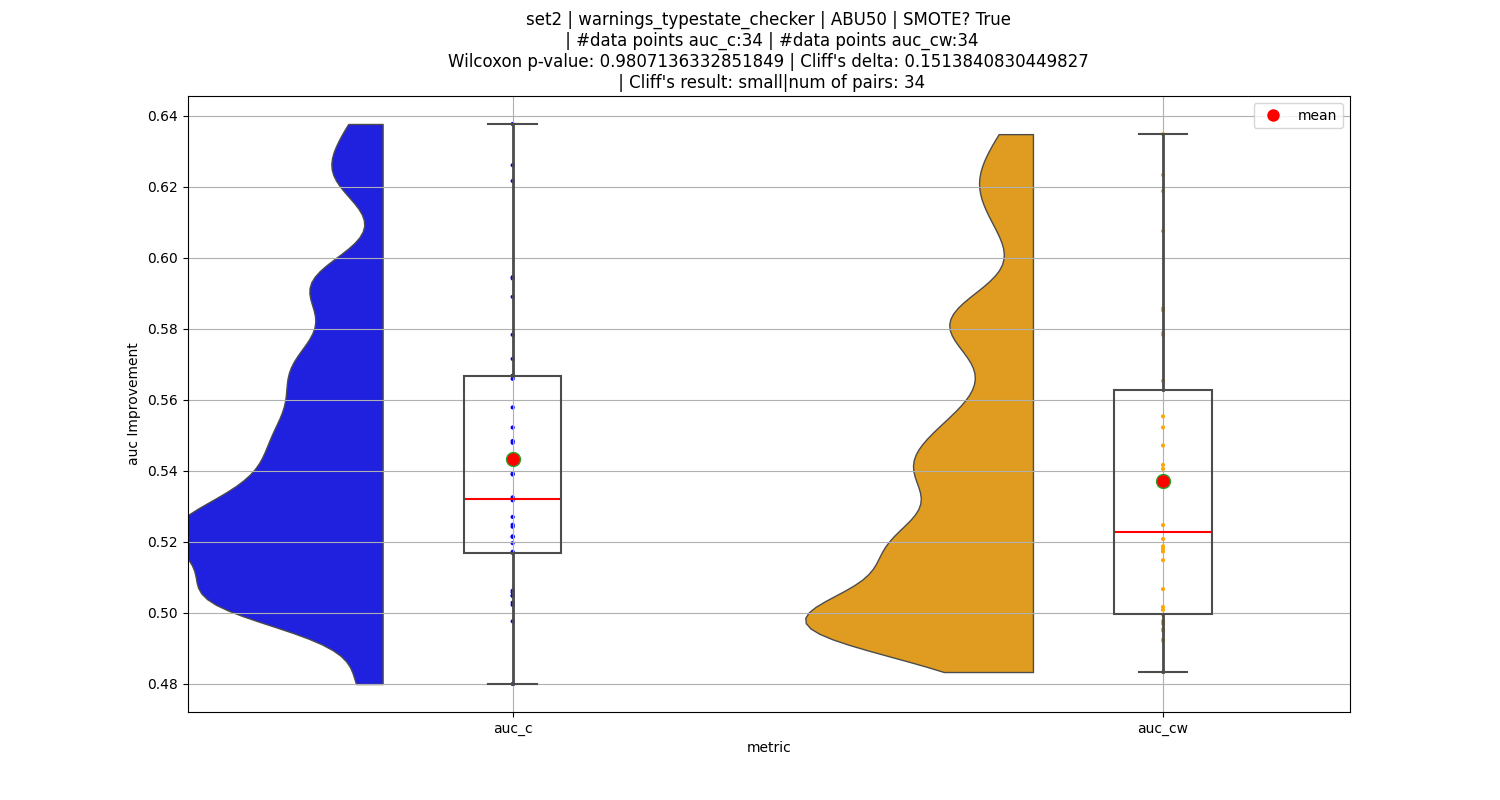 set2 | warnings_typestate_checker | ABU50 | SMOTE? True
| #data points auc_c:34 | #data points auc_cw:34
Wilcoxon p-value: 0.9807136332851849 | Cliff's delta: 0.1513840830449827
| Cliff's result: small|num of pairs: 34
mean
0.64
0.62
0.60
0.58
0.56
0.54
0.52
0.50
0.48
auc Improvement
auc_c
auc_cw
metric